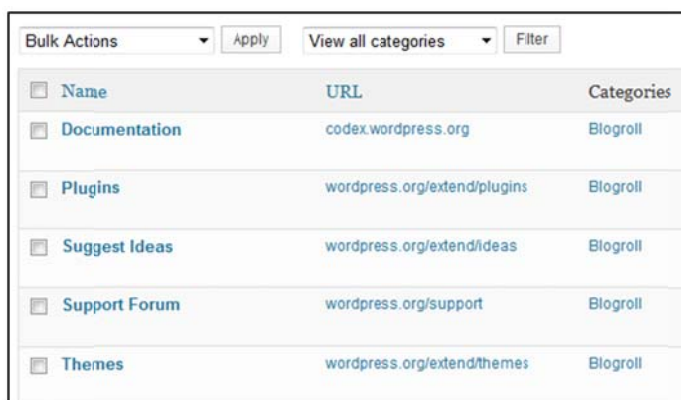 Bulk Actions Apply View all categories Filter
Name URL Categories
Documentation codex.wordpress.org Blogroll
Plugins wordpress.org/extend/plugins Blogroll
Suggest Ideas wordpress.org/extend/ideas Blogroll
Support Forum wordpress.org/support Blogroll
Themes wordpress.org/extend/themes Blogroll